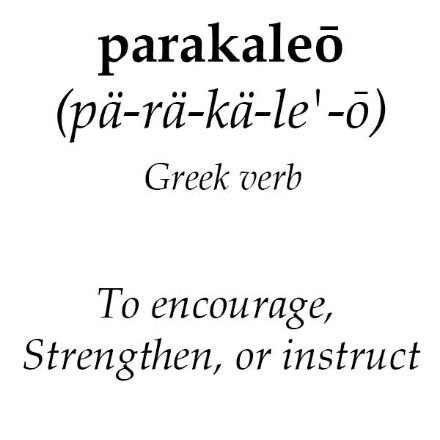 parakaleō
(pä-rä-kä-le'-ō)
Greek verb
To encourage,
Strengthen, or instruct